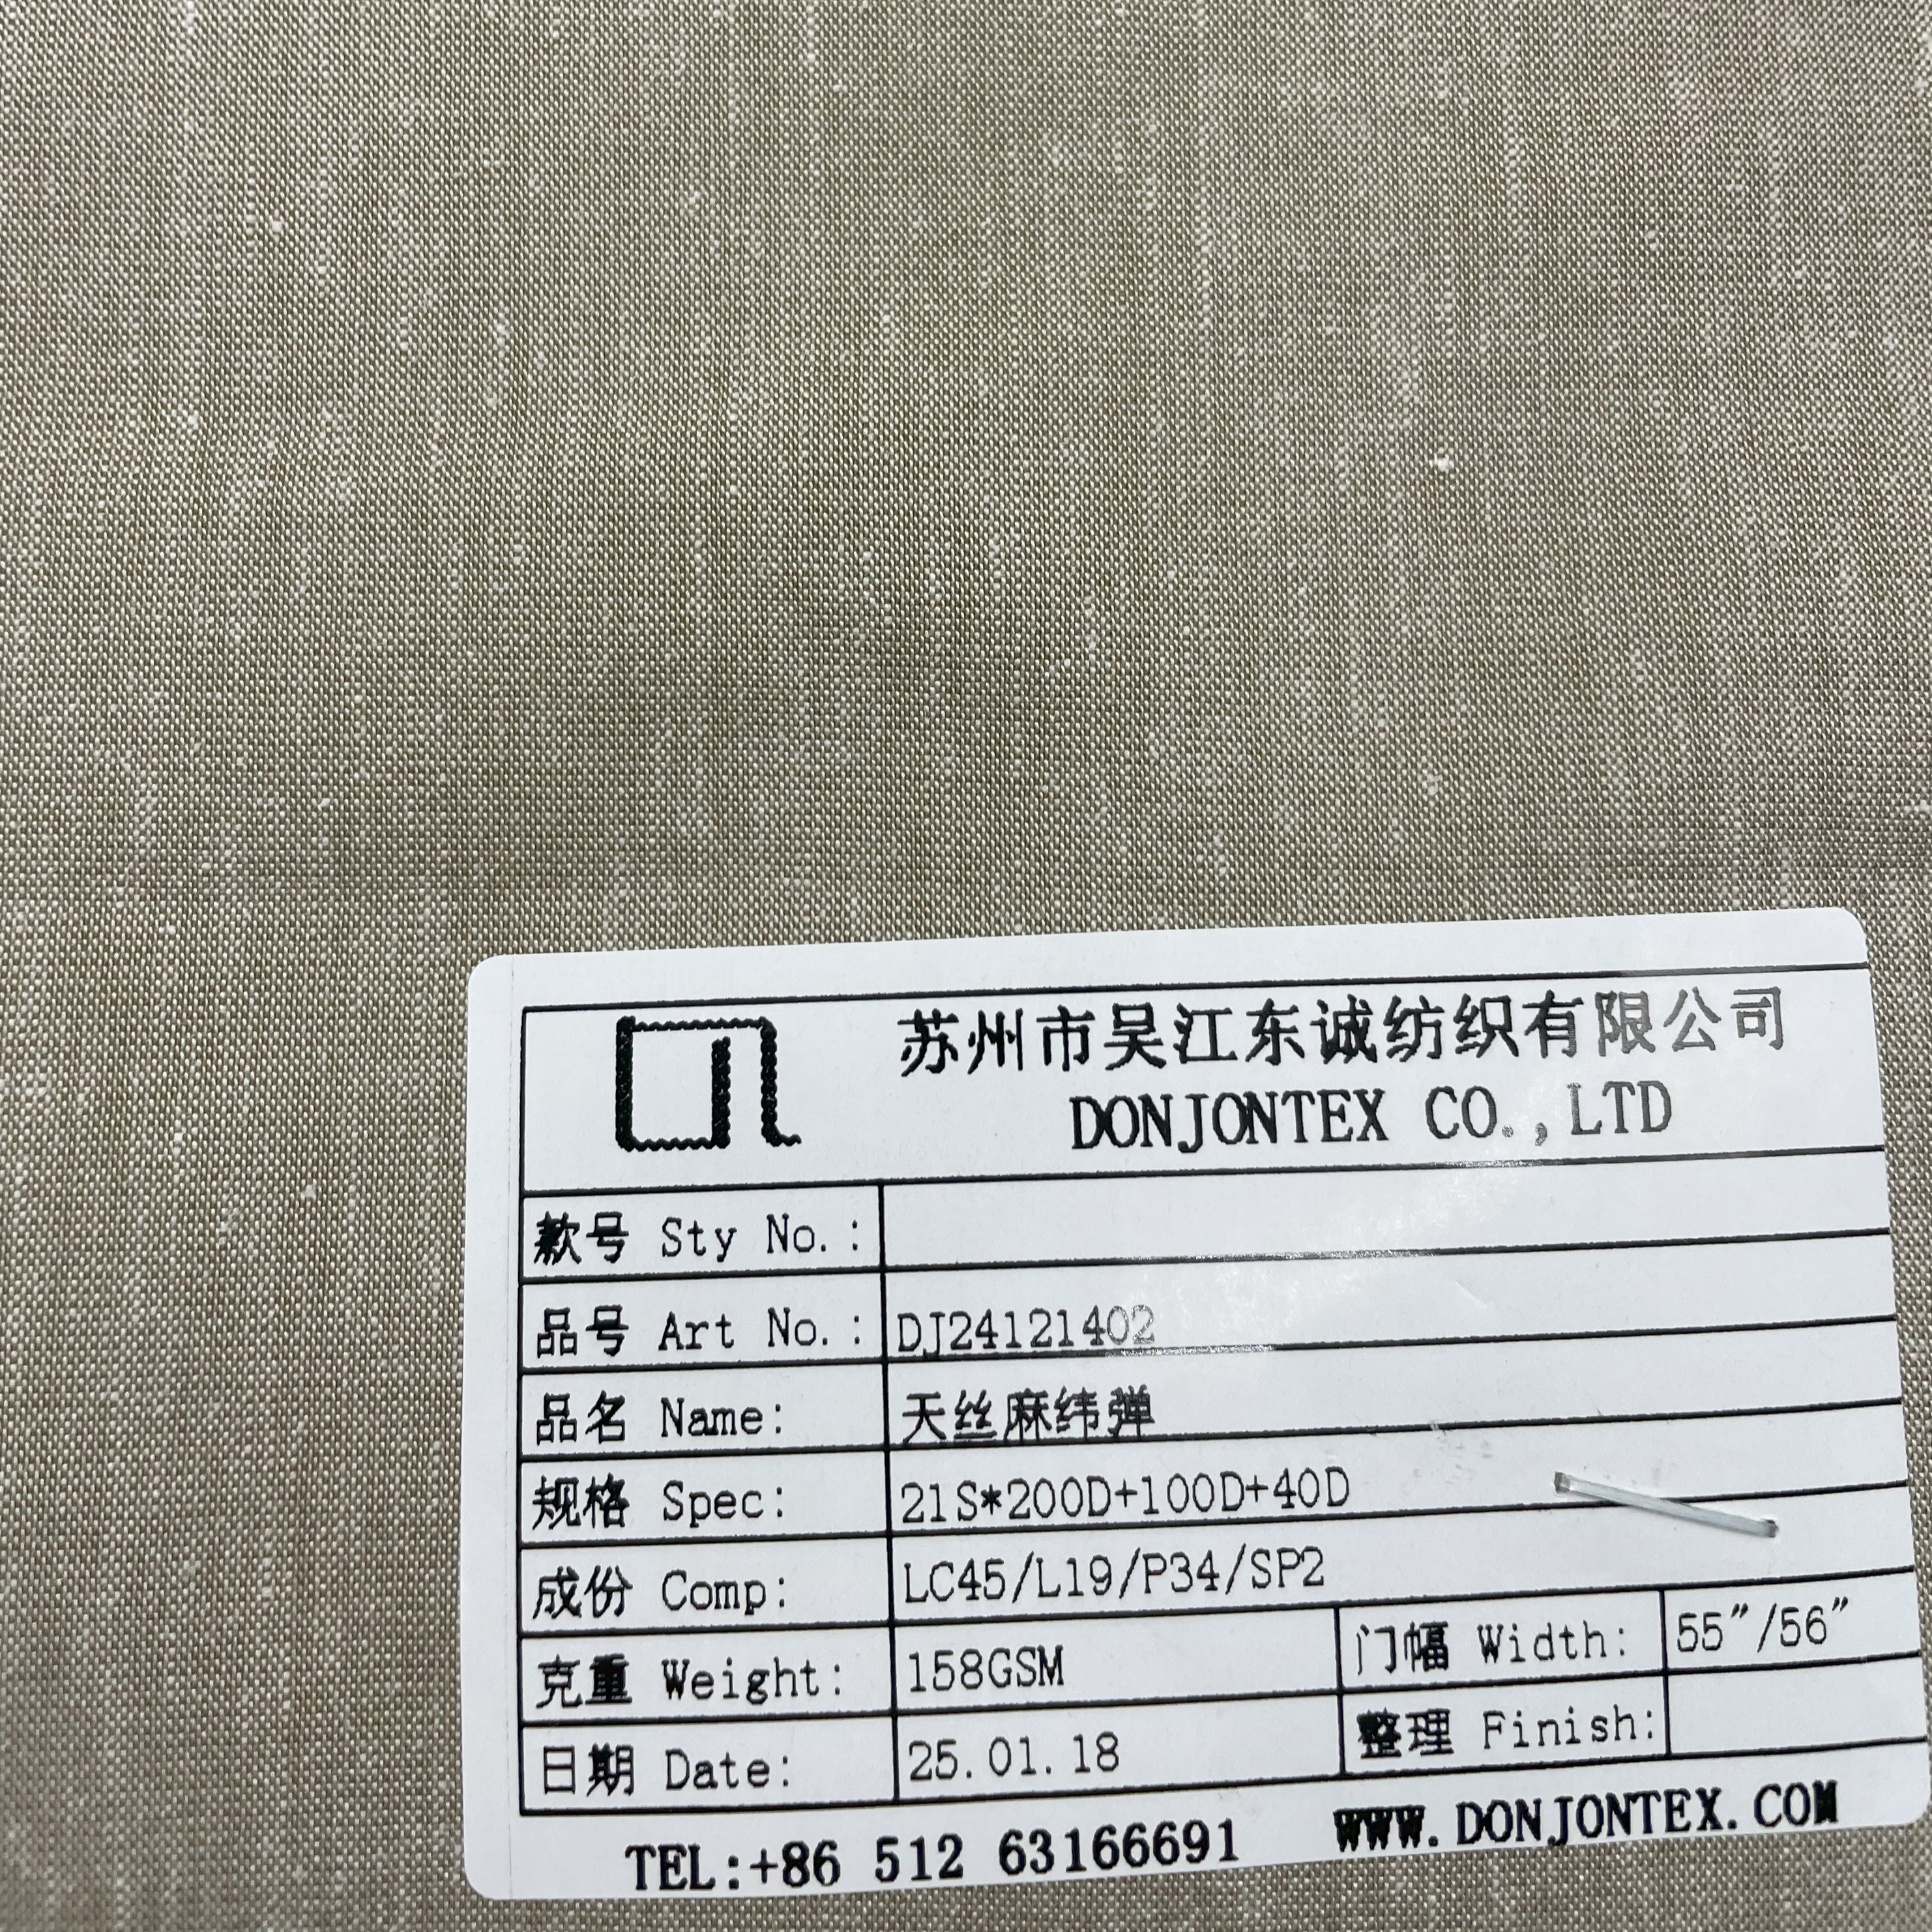 苏州市吴江东诚纺织有限公司
DONJONTEX CO.,LTD
款号 Sty No.:
品号 Art No.: DJ24121402
品名 Name: 天丝麻纬弹
规格 Spec: 21S*200D+100D+40D
成份 Comp: LC45/L19/P34/SP2
克重 Weight: 158GSM 门幅 Width: 55"/56"
日期 Date: 25.01.18 整理 Finish:
TEL:+86 512 63166691 WWW.DONJONTEX.COM